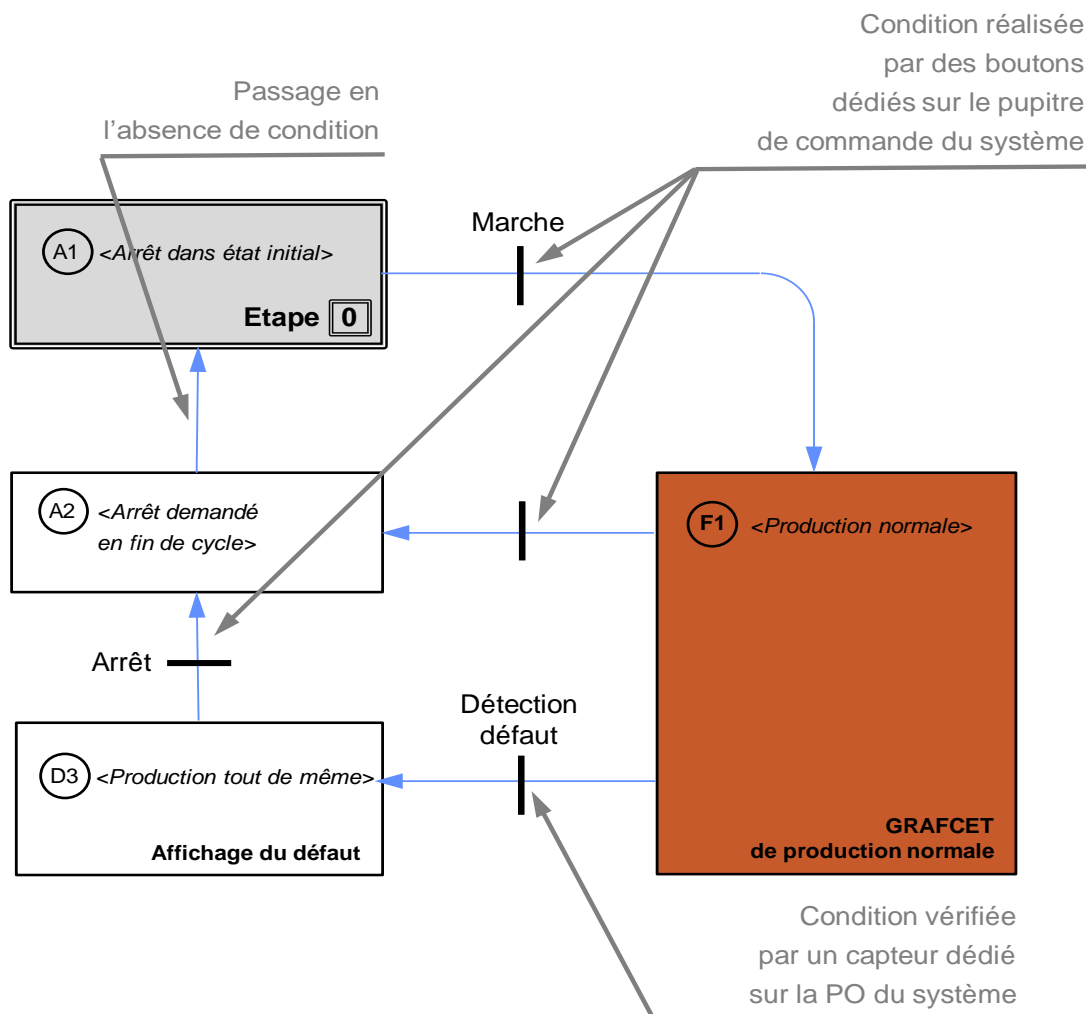 Condition réalisée
par des boutons
dédiés sur le pupitre
de commande du système
Passage en
l'absence de condition
Marche
A1 <Arrêt dans état initial>
Etape 0
A2 <Arrêt demandé
en fin de cycle>
F1 <Production normale>
Arrêt
Détection
défaut
D3 <Production tout de même>
Affichage du défaut
GRAFCET
de production normale
Condition vérifiée
par un capteur dédié
sur la PO du système